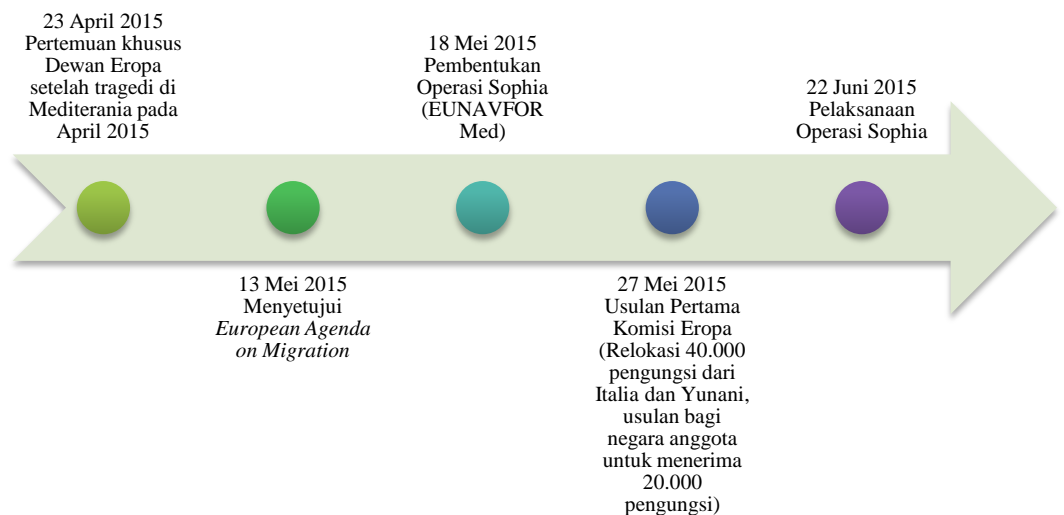 23 April 2015
Pertemuan khusus
Dewan Eropa
setelah tragedi di
Mediterania pada
April 2015
13 Mei 2015
Menyetujui
European Agenda
on Migration
18 Mei 2015
Pembentukan
Operasi Sophia
(EUNAVFOR
Med)
27 Mei 2015
Usulan Pertama
Komisi Eropa
(Relokasi 40.000
pengungsi dari
Italia dan Yunani,
usulan bagi
negara anggota
untuk menerima
20.000
pengungsi)
22 Juni 2015
Pelaksanaan
Operasi Sophia